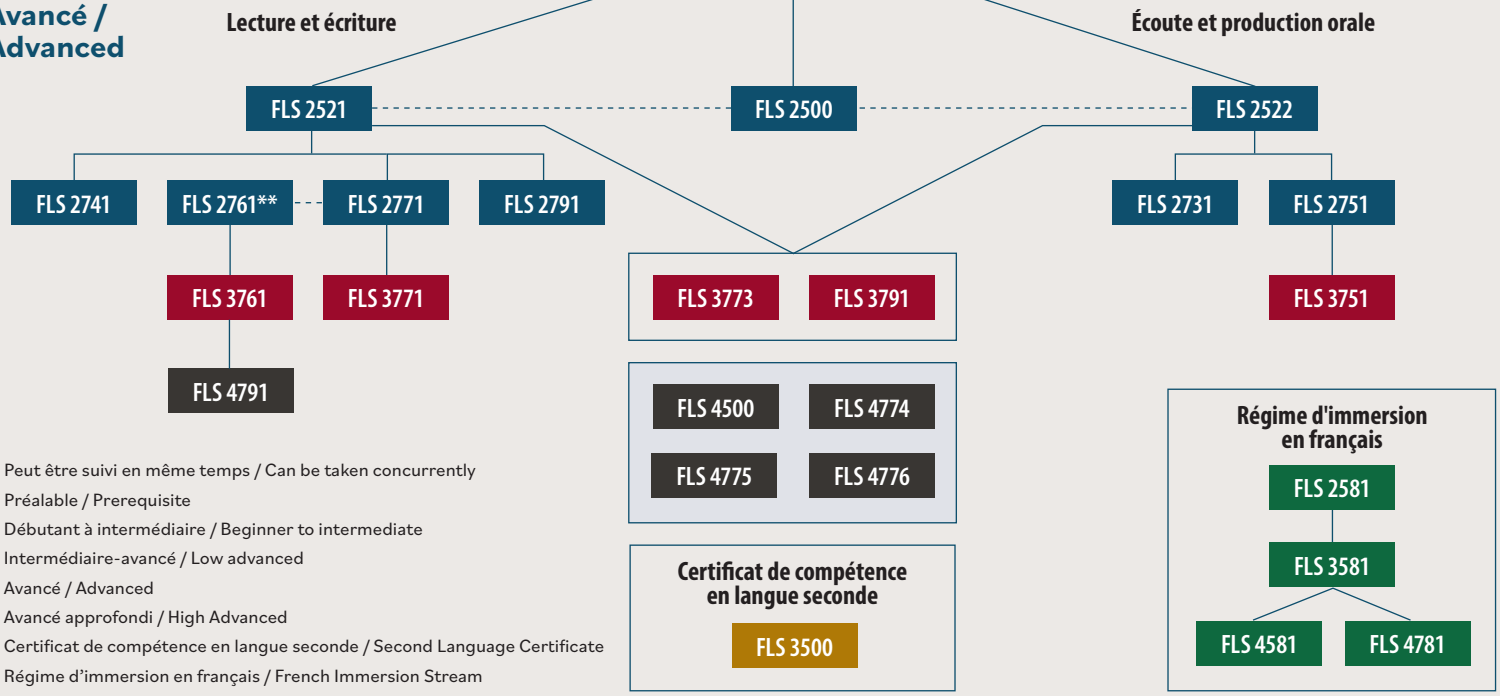 Avancé /
Advanced
Lecture et écriture
Écoute et production orale
FLS 2521
FLS 2500
FLS 2522
FLS 2741
FLS 2761**
FLS 2771
FLS 2791
FLS 2731
FLS 2751
FLS 3761
FLS 3771
FLS 3773
FLS 3791
FLS 3751
FLS 4791
FLS 4500
FLS 4774
FLS 4775
FLS 4776
Régime d'immersion
en français
FLS 2581
FLS 3581
FLS 4581
FLS 4781
Certificat de compétence
en langue seconde
FLS 3500
Peut être suivi en même temps / Can be taken concurrently
Préalable / Prerequisite
Débutant à intermédiaire / Beginner to intermediate
Intermédiaire-avancé / Low advanced
Avancé / Advanced
Avancé approfondi / High Advanced
Certificat de compétence en langue seconde / Second Language Certificate
Régime d’immersion en français / French Immersion Stream